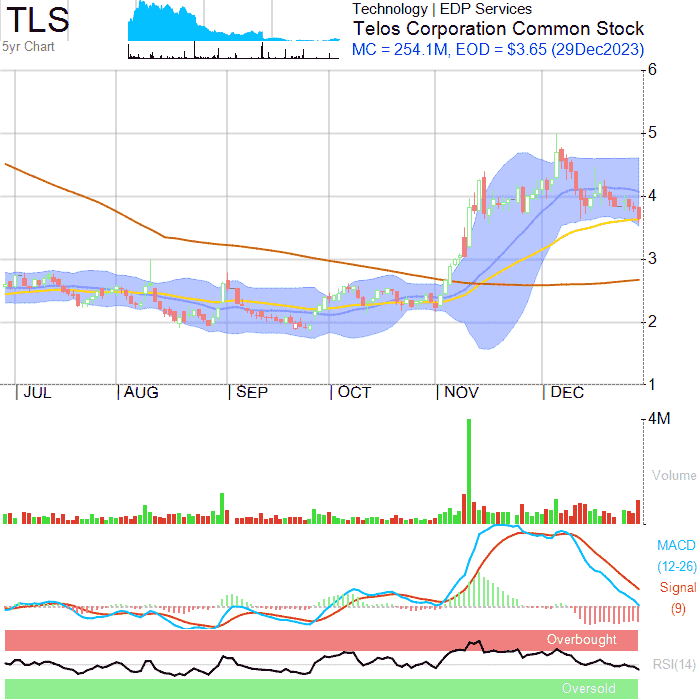 TLS
5yr Chart
Technology | EDP Services
Telos Corporation Common Stock
MC = 254.1M, EOD = $3.65 (29Dec2023)
6
5
4
3
2
1
JUL AUG SEP OCT NOV DEC
4M
Volume
MACD
(12-26)
Signal
(9)
Overbought
RSI(14)
Oversold